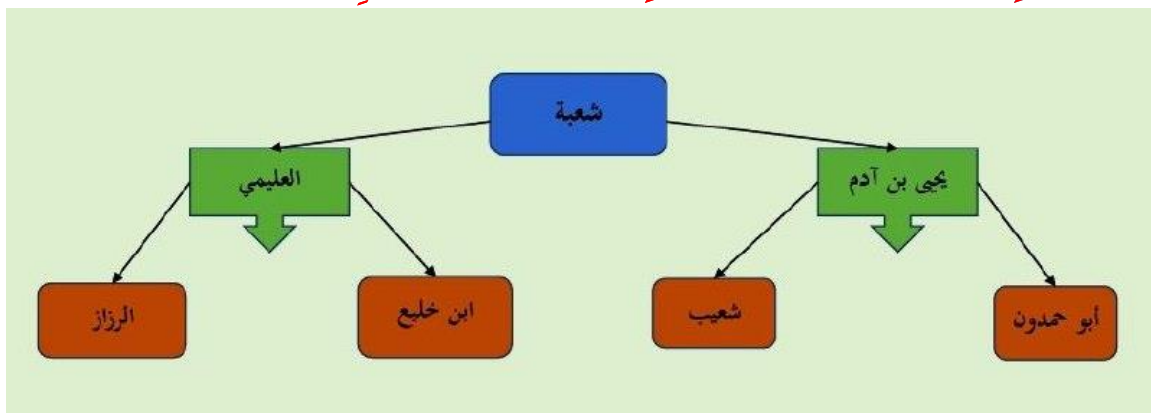 شعبة
يحيى بن آدم
العليمي
أبو حمدون
شعيب
ابن خليع
الرزاز